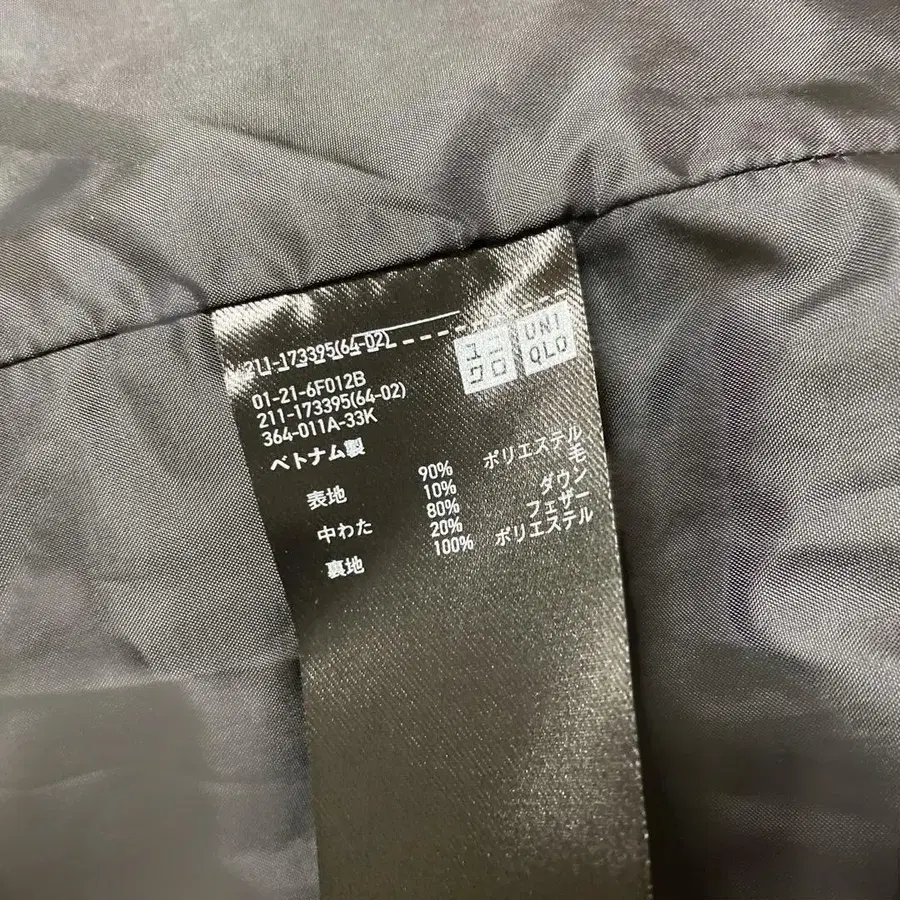 211-173395(64-02)
ユニクロ
UNIQLO
01-21-6F012B
211-173395(64-02)
364-011A-33K
ベトナム製
表地 90% ポリエステル
10% 毛
中わた 80% ダウン
20% フェザー
裏地 100% ポリエステル